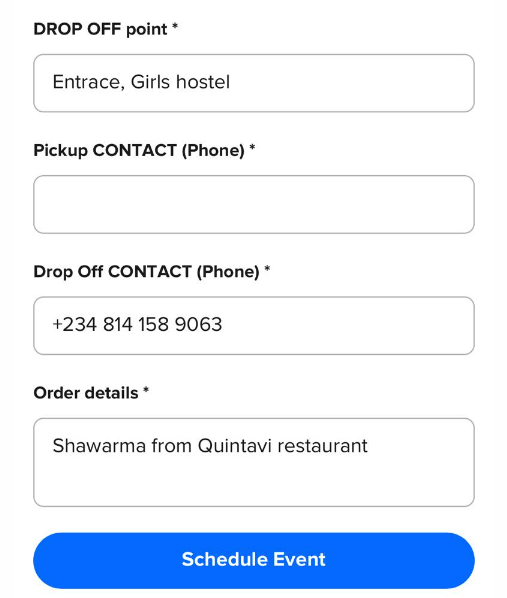 DROP OFF point *
Entrace, Girls hostel
Pickup CONTACT (Phone) *
Drop Off CONTACT (Phone) *
+234 814 158 9063
Order details *
Shawarma from Quintavi restaurant
Schedule Event